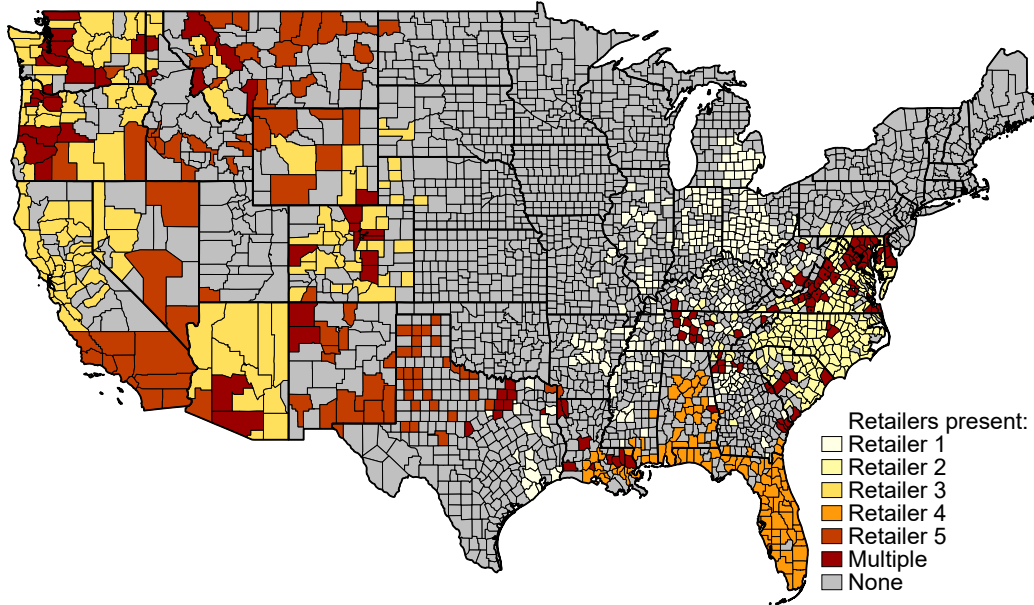 Retailers present:
Retailer 1
Retailer 2
Retailer 3
Retailer 4
Retailer 5
Multiple
None